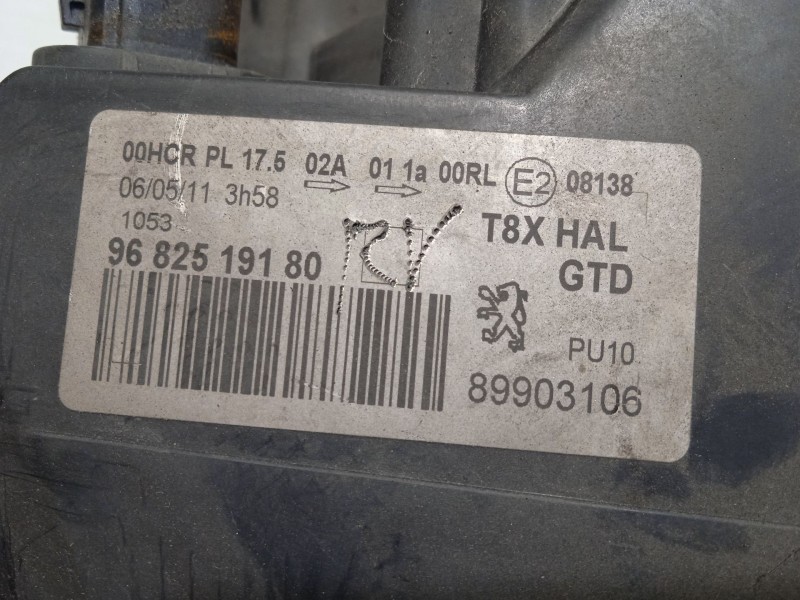 00HCR PL 17.5 02A 01 1a 00RL E2 08138
06/05/11 3h58
1053
T8X HAL
GTD
96 825 191 80
PU10
89903106